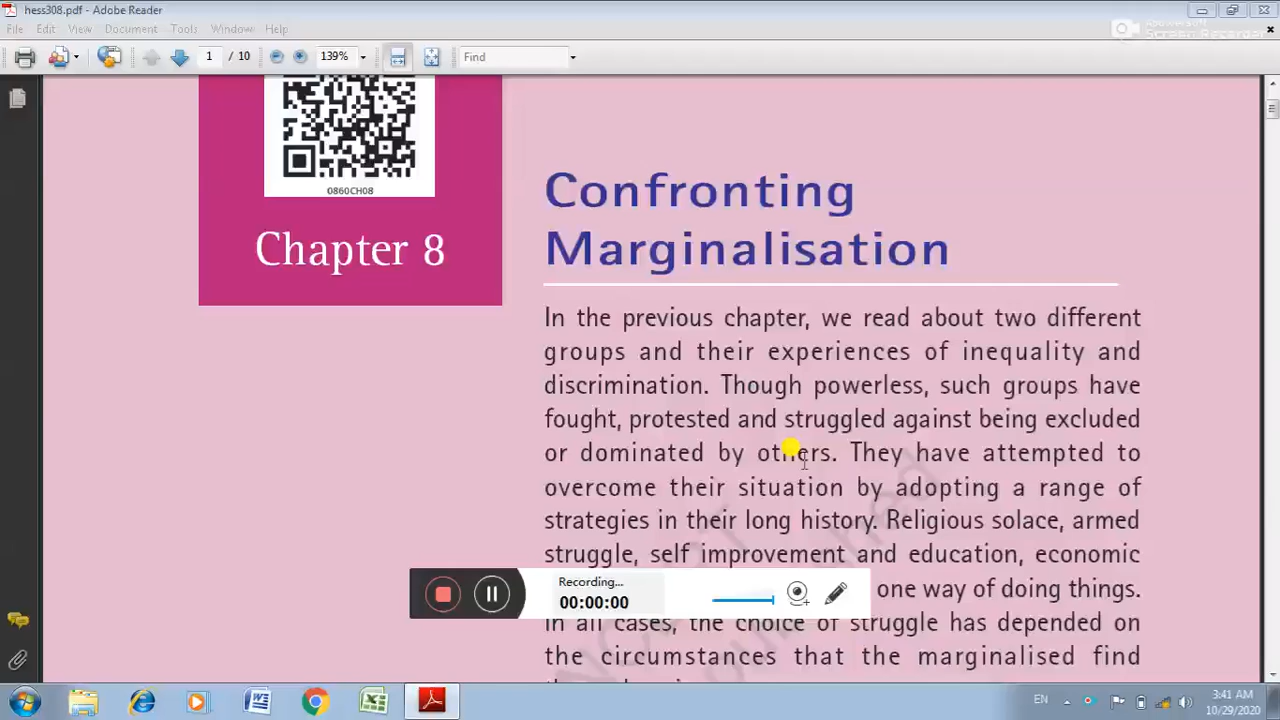 hess308.pdf - Adobe Reader
File Edit View Document Tools Window Help
Screen Recorder
1 / 10 139% Find
0860CH08
Chapter 8
Confronting
Marginalisation
In the previous chapter, we read about two different
groups and their experiences of inequality and
discrimination. Though powerless, such groups have
fought, protested and struggled against being excluded
or dominated by others. They have attempted to
overcome their situation by adopting a range of
strategies in their long history. Religious solace, armed
struggle, self improvement and education, economic
one way of doing things.
In all cases, the choice of struggle has depended on
the circumstances that the marginalised find
Recording...
00:00:00
EN
3:41 AM
10/29/2020